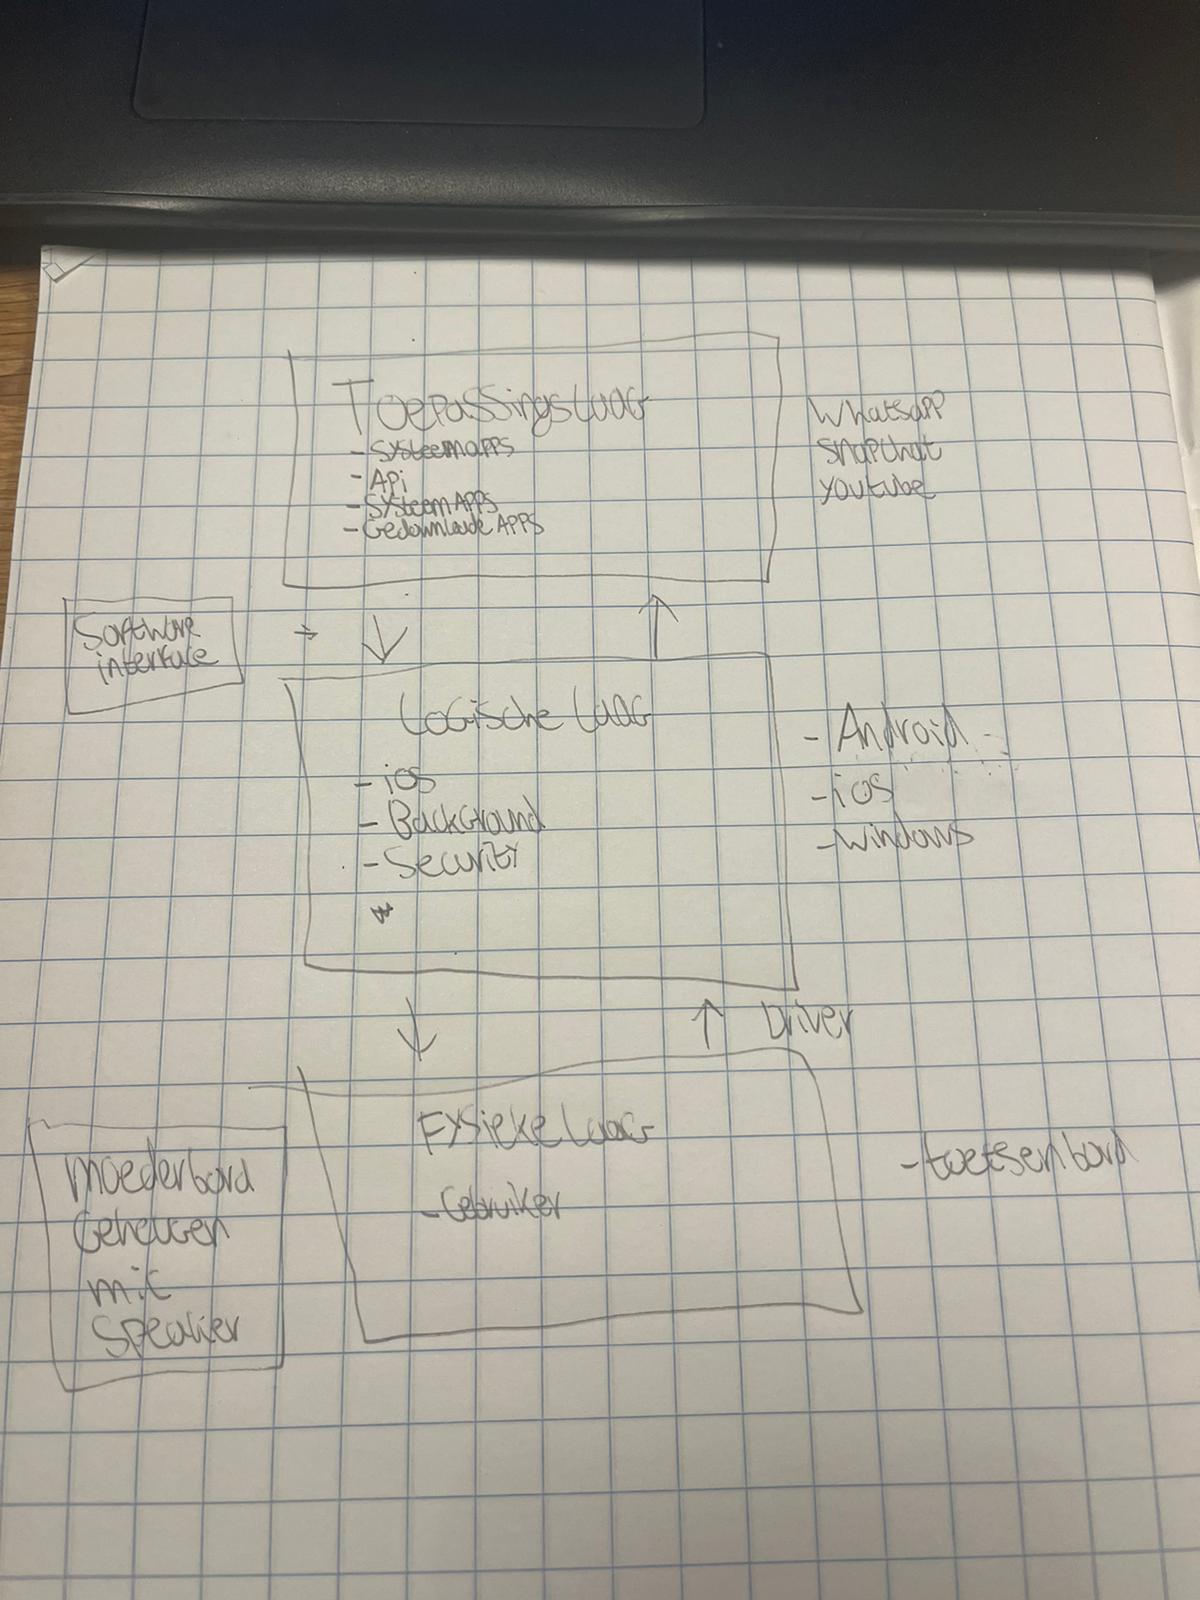 Toepassingslaag
- Systeemapps
- Api
- Systeem APPS
- Gedownloade APPS
Whatsapp
Snapchat
Youtube
Software
interface
Logische laag
- ios
- Background
- Security
- Android
- ios
- Windows
Driver
Fysieke laag
- Gebruiker
- toetsenbord
moederbord
Geheugen
mic
Speaker